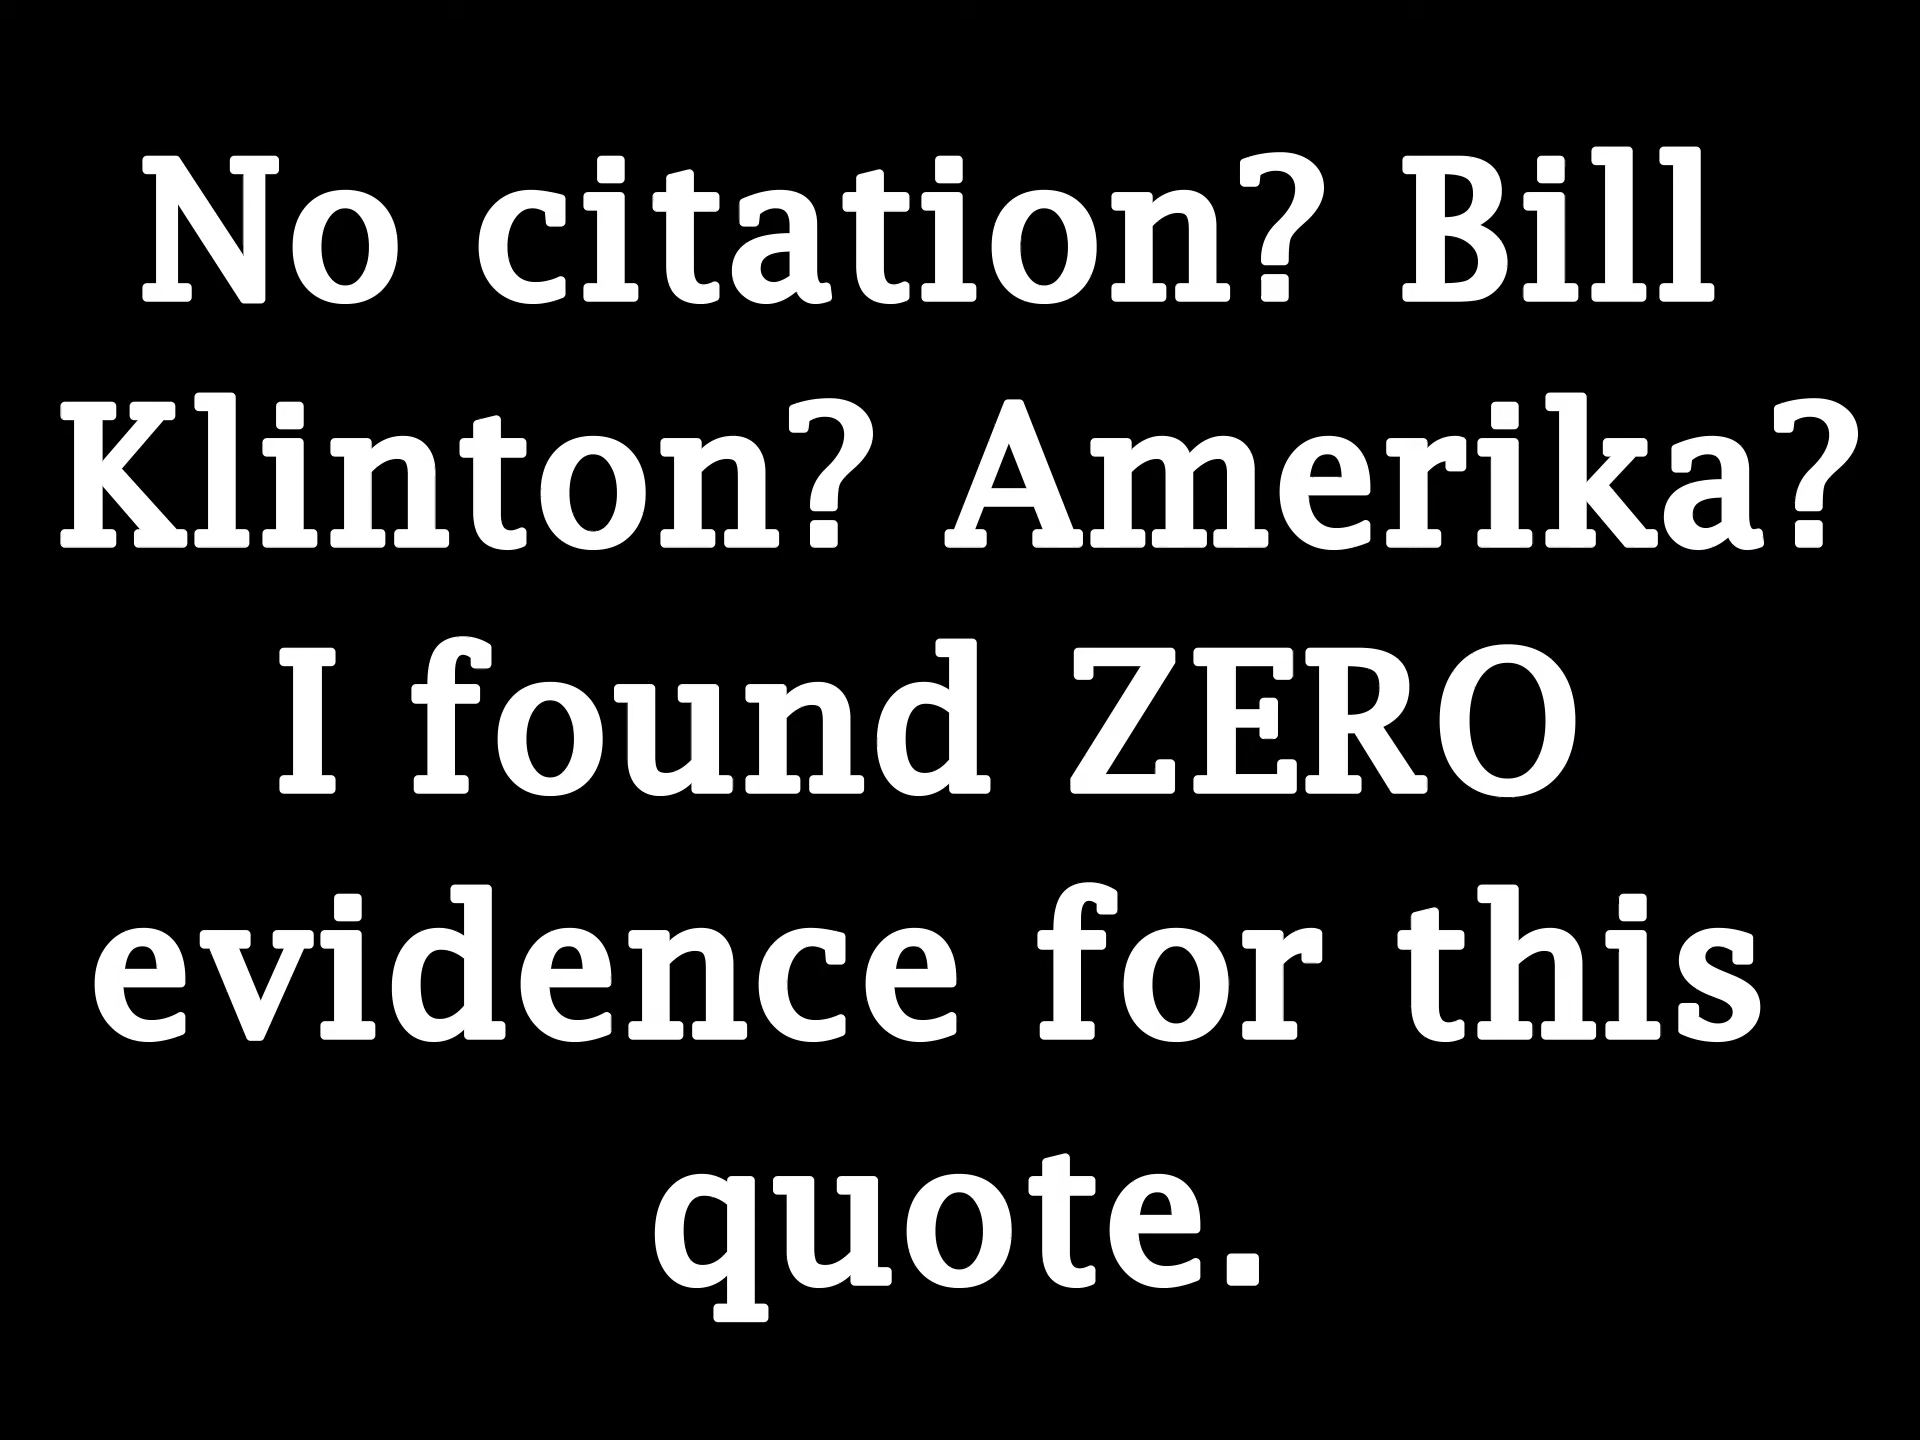 No citation? Bill
Klinton? Amerika?
I found ZERO
evidence for this
quote.